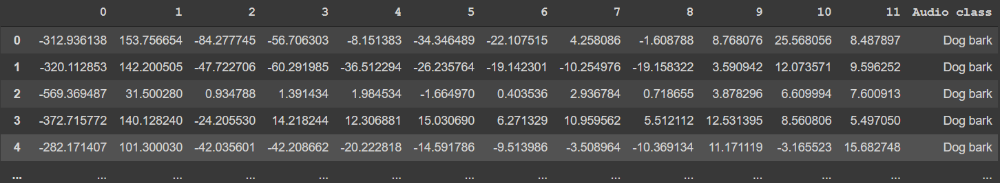 0 1 2 3 4 5 6 7 8 9 10 11 Audio class
0 -312.936138 153.756654 -84.277745 -56.706303 -8.151383 -34.346489 -22.107515 4.258086 -1.608788 8.768076 25.568056 8.487897 Dog bark
1 -320.112853 142.200505 -47.722706 -60.291985 -36.512294 -26.235764 -19.142301 -10.254976 -19.158322 3.590942 12.073571 9.596252 Dog bark
2 -569.369487 31.500280 0.934788 1.391434 1.984534 -1.664970 0.403536 2.936784 0.718655 3.878296 6.609994 7.600913 Dog bark
3 -372.715772 140.128240 -24.205530 14.218244 12.306881 15.030690 6.271329 10.959562 5.512112 12.531395 8.560806 5.497050 Dog bark
4 -282.171407 101.300030 -42.035601 -42.208662 -20.222818 -14.591786 -9.513986 -3.508964 -10.369134 11.171119 -3.165523 15.682748 Dog bark
... ... ... ... ... ... ... ... ... ... ... ... ... ...